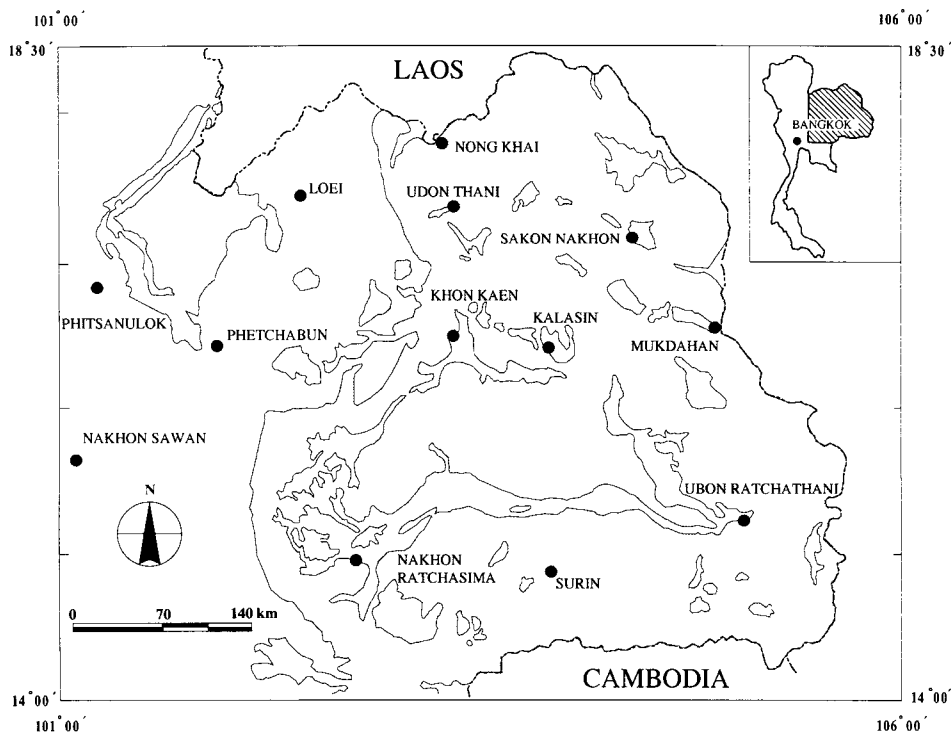 101°00′
106°00′
18°30
18°30
LAOS
BANGKOK
NONG KHAI
LOEI
UDON THANI
SAKON NAKHON
KHON KAEN
KALASIN
PHITSANULOK
PHETCHABUN
MUKDAHAN
NAKHON SAWAN
UBON RATCHATHANI
N
NAKHON
RATCHASIMA
SURIN
0 70 140 km
CAMBODIA
14°00′
14°00′
101°00′
106°00′